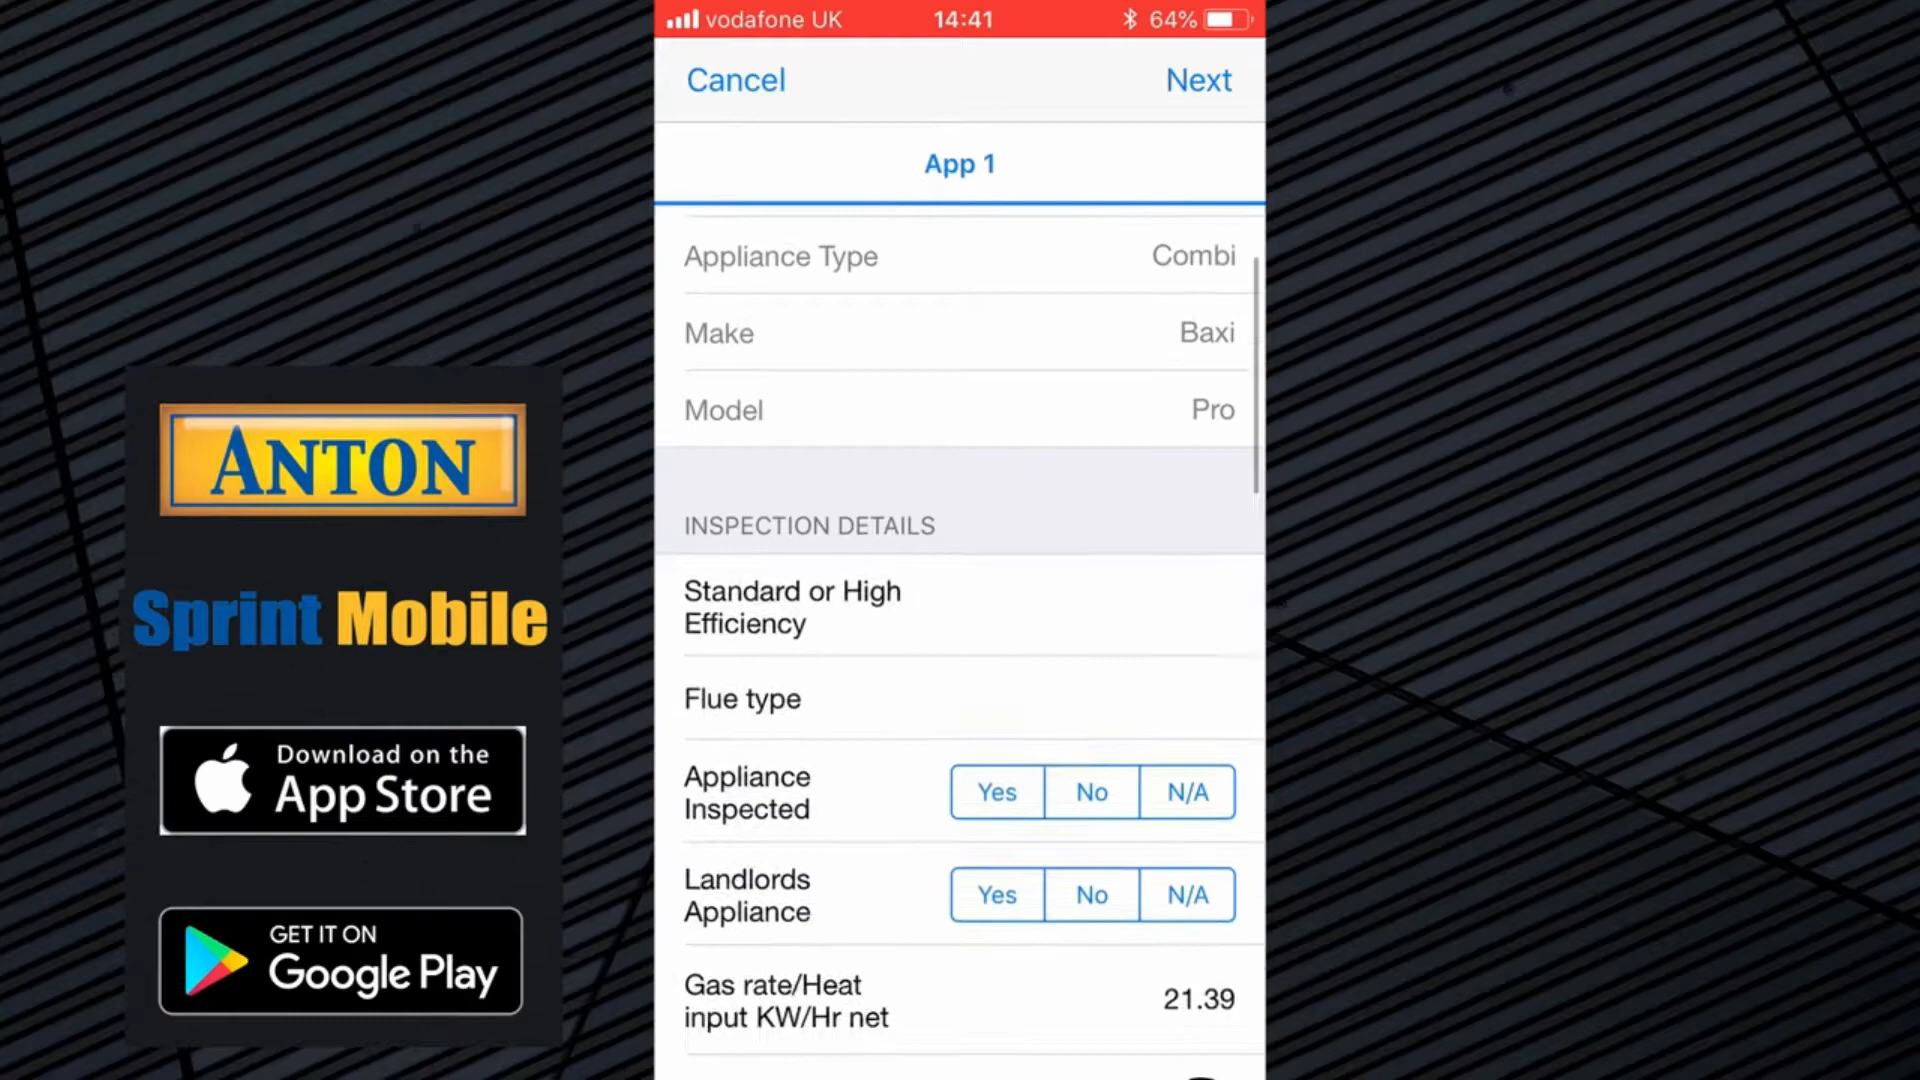 vodafone UK 14:41 64%
Cancel Next
App 1
Appliance Type Combi
Make Baxi
Model Pro
INSPECTION DETAILS
Standard or High
Efficiency
Flue type
Appliance
Inspected
Yes No N/A
Landlords
Appliance
Yes No N/A
Gas rate/Heat
input KW/Hr net
21.39
ANTON
Sprint Mobile
Download on the
App Store
GET IT ON
Google Play